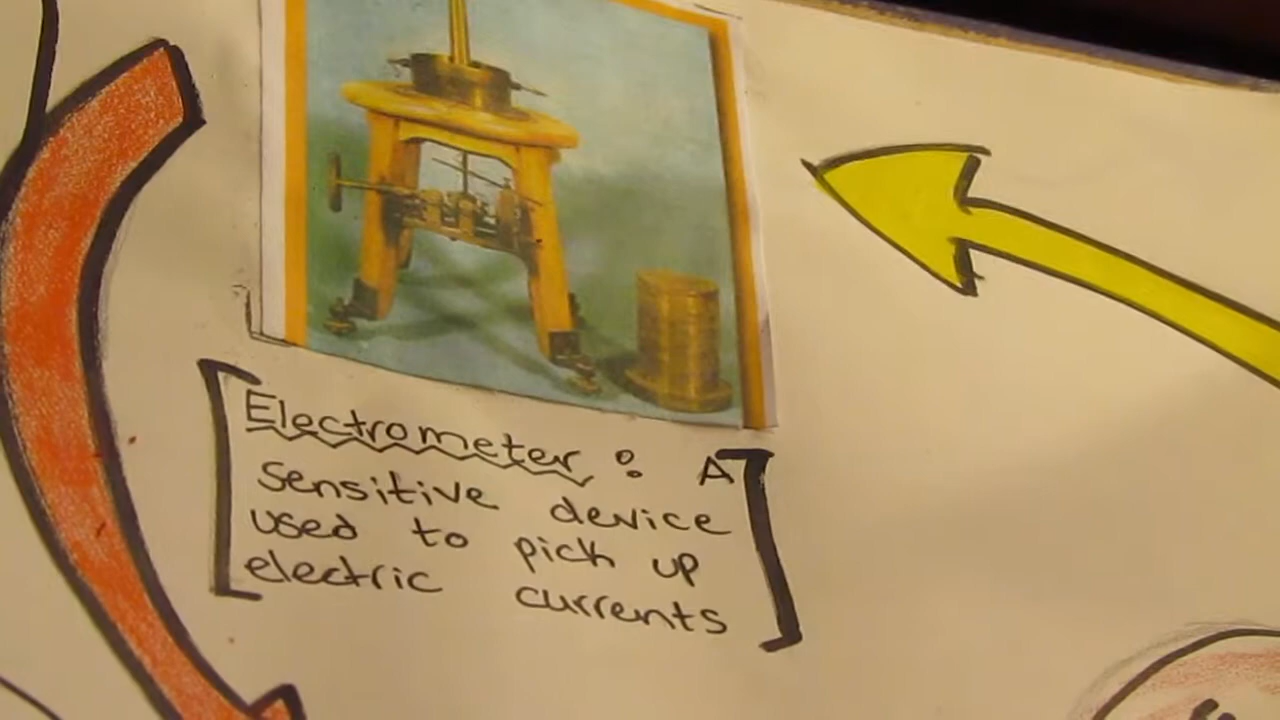 Electrometer : A
sensitive device
used to pick up
electric currents